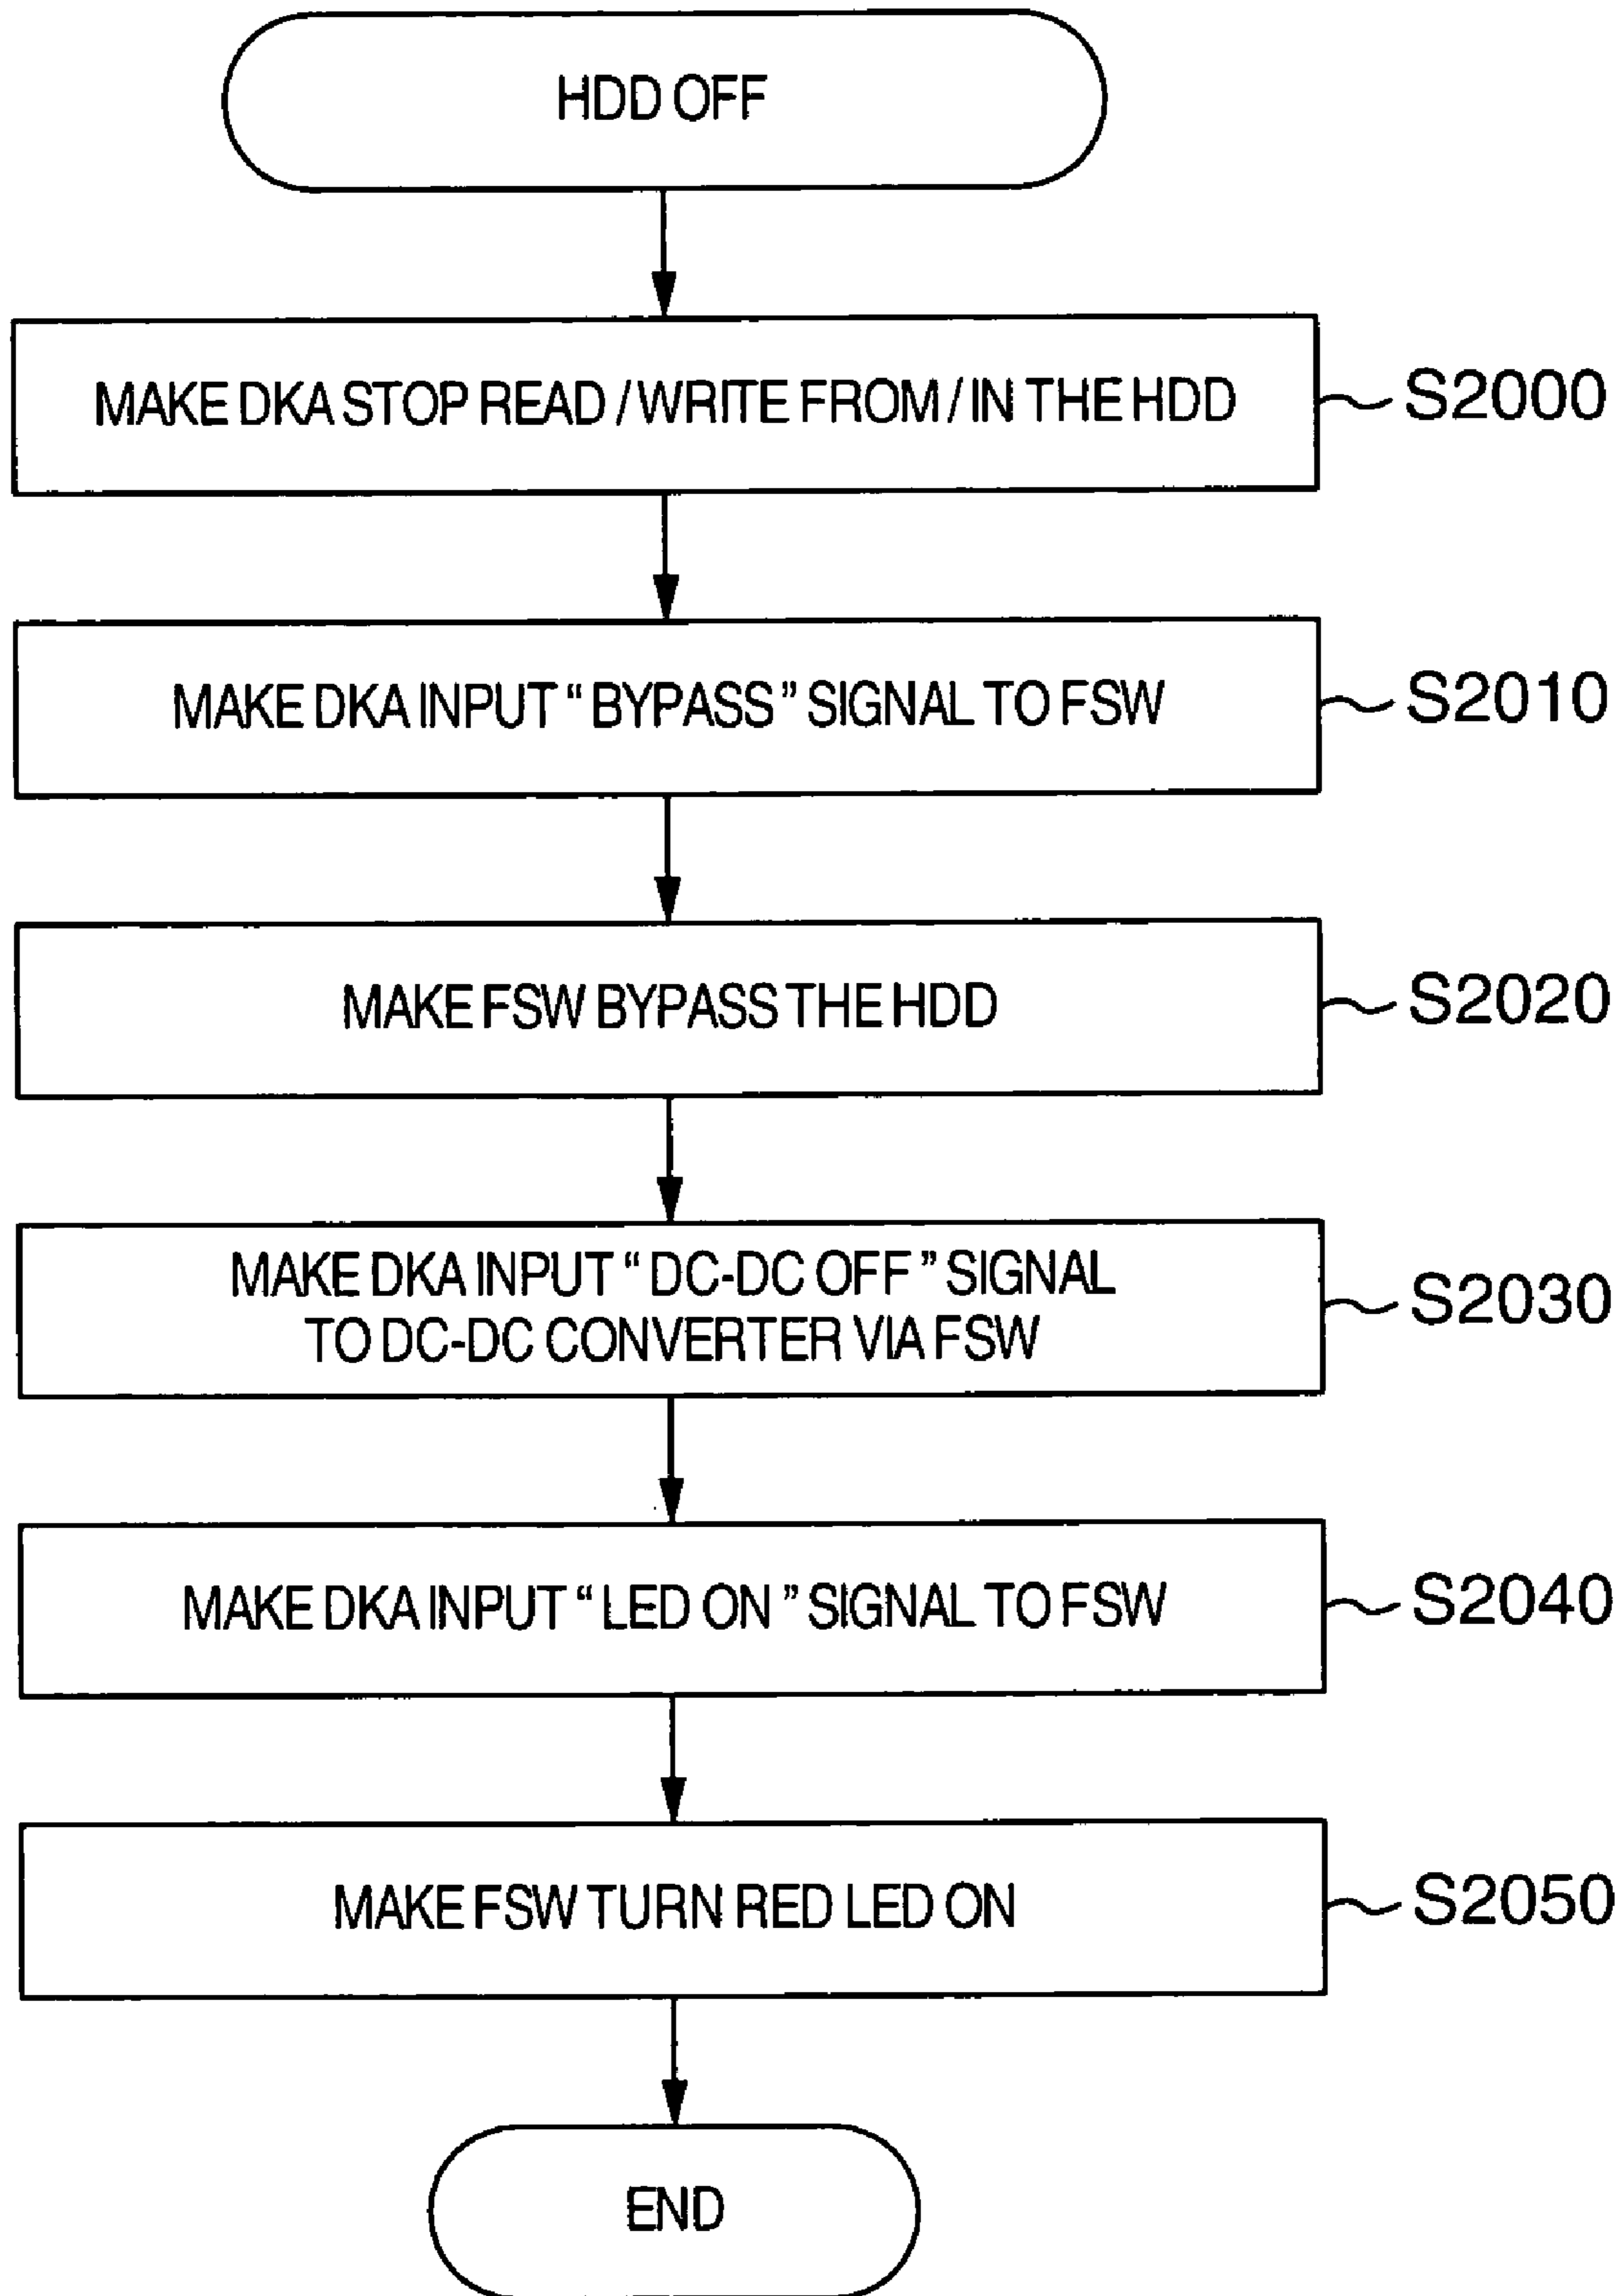 HDD OFF
MAKE DKA STOP READ / WRITE FROM / IN THE HDD
S2000
MAKE DKA INPUT “ BYPASS ” SIGNAL TO FSW
S2010
MAKE FSW BYPASS THE HDD
S2020
MAKE DKA INPUT “ DC-DC OFF ” SIGNAL
TO DC-DC CONVERTER VIA FSW
S2030
MAKE DKA INPUT “ LED ON ” SIGNAL TO FSW
S2040
MAKE FSW TURN RED LED ON
S2050
END